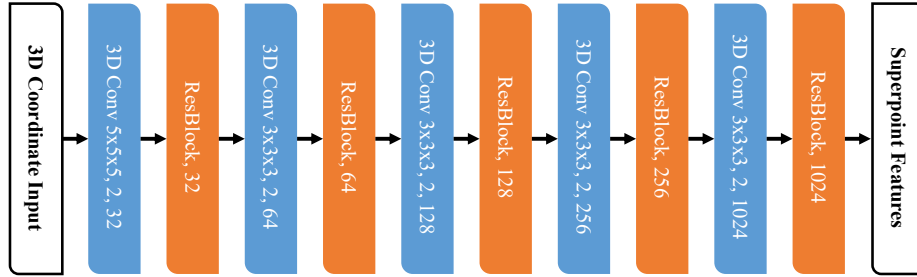 3D Coordinate Input
3D Conv 5x5x5, 2, 32
ResBlock, 32
3D Conv 3x3x3, 2, 64
ResBlock, 64
3D Conv 3x3x3, 2, 128
ResBlock, 128
3D Conv 3x3x3, 2, 256
ResBlock, 256
3D Conv 3x3x3, 2, 1024
ResBlock, 1024
Superpoint Features